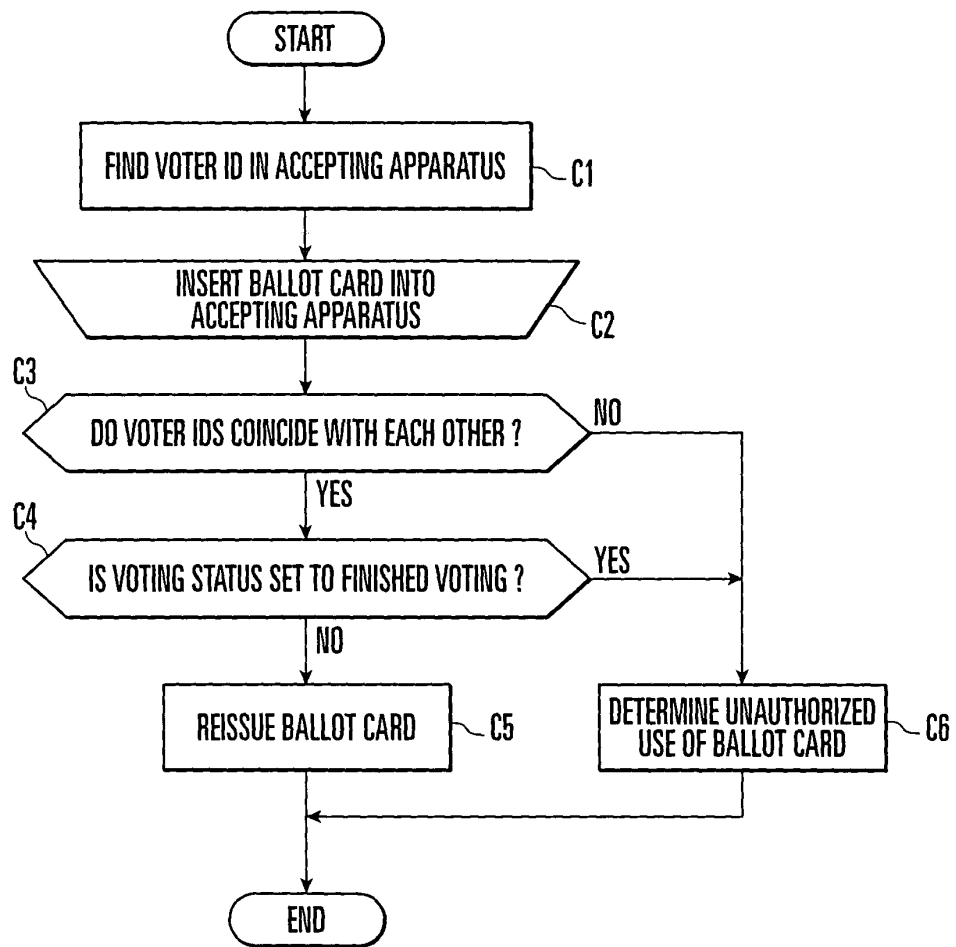 START
FIND VOTER ID IN ACCEPTING APPARATUS
C1
INSERT BALLOT CARD INTO
ACCEPTING APPARATUS
C2
C3
DO VOTER IDS COINCIDE WITH EACH OTHER ?
NO
YES
C4
IS VOTING STATUS SET TO FINISHED VOTING ?
YES
NO
REISSUE BALLOT CARD
C5
DETERMINE UNAUTHORIZED
USE OF BALLOT CARD
C6
END